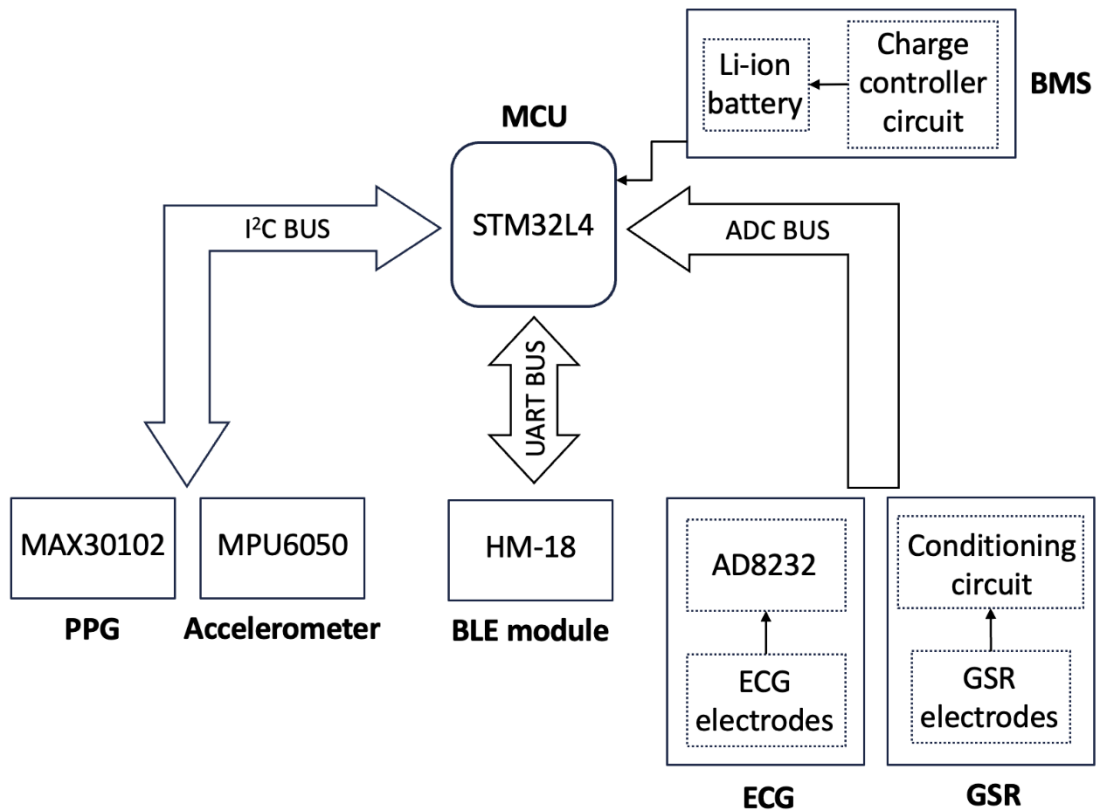 Li-ion
battery
Charge
controller
circuit
BMS
MCU
STM32L4
I²C BUS
ADC BUS
UART BUS
MAX30102
MPU6050
HM-18
PPG
Accelerometer
BLE module
AD8232
ECG
electrodes
ECG
Conditioning
circuit
GSR
electrodes
GSR